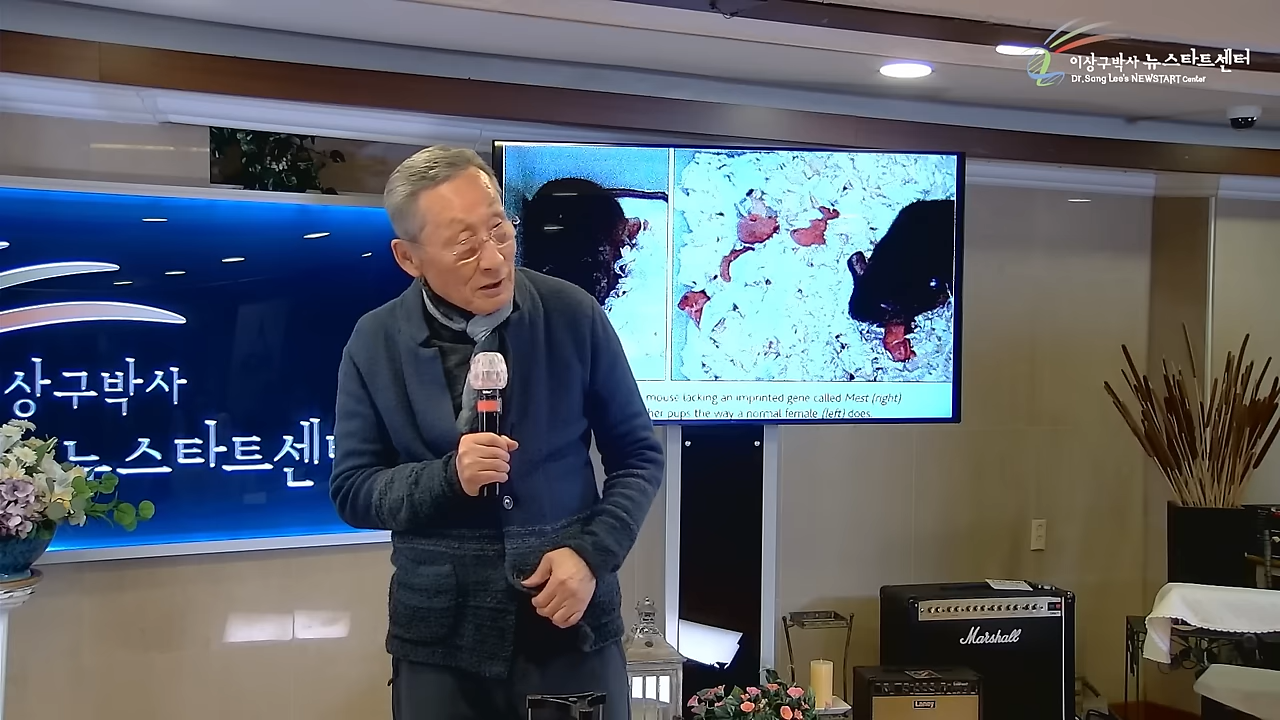 이상구박사 뉴스타트센터
Dr. Sang Lee's NEWSTART Center
상구박사
뉴스타트센
mouse lacking an imprinted gene called Mest (right)
her pups the way a normal female (left) does.
Marshall
Laney